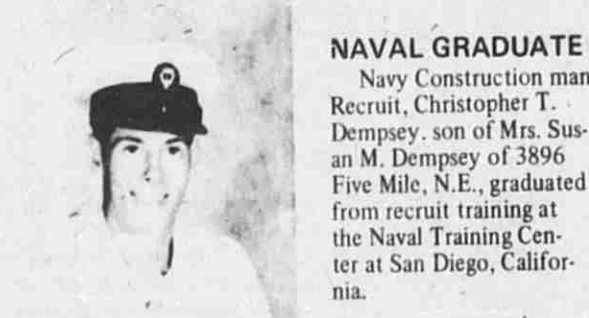 NAVAL GRADUATE
Navy Construction man
Recruit, Christopher T.
Dempsey. son of Mrs. Sus-
an M. Dempsey of 3896
Five Mile, N.E., graduated
from recruit training at
the Naval Training Cen-
ter at San Diego, Califor-
nia.